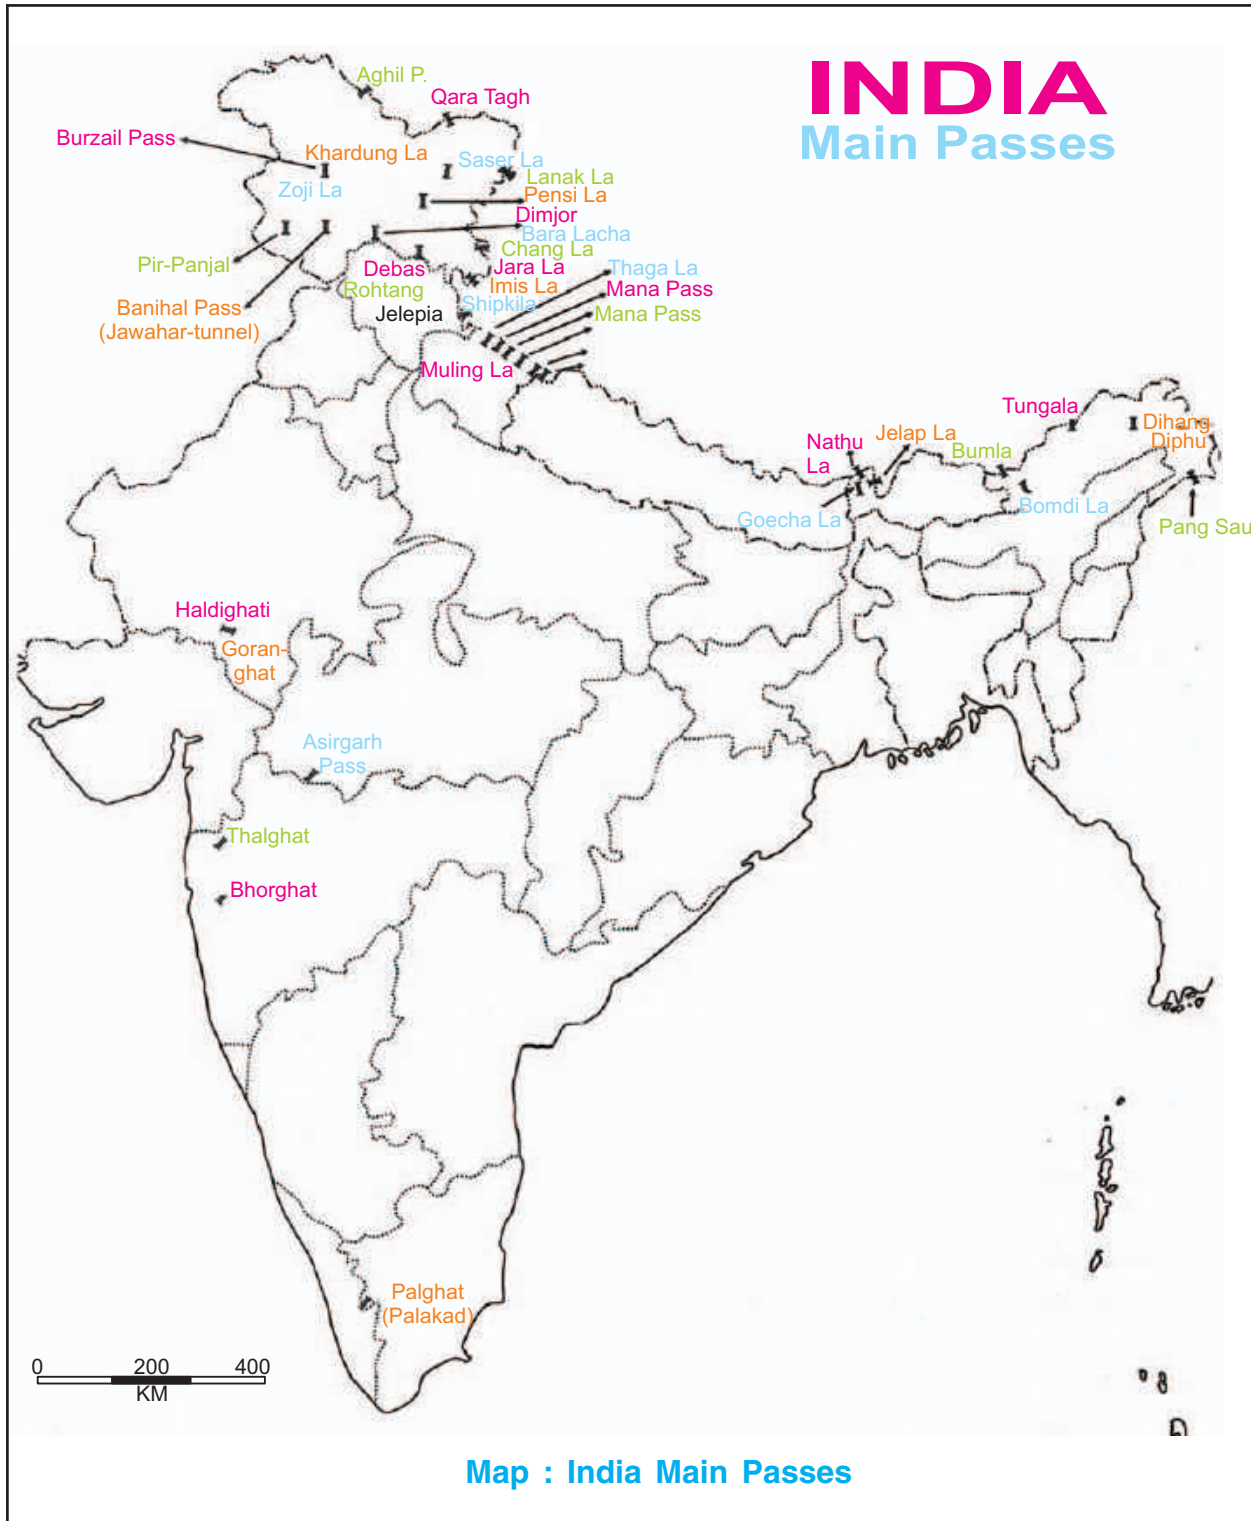 INDIA
Main Passes
Aghil P.
Qara Tagh
Burzail Pass
Khardung La
Saser La
Lanak La
Zoji La
Pensi La
Dimjor
Bara Lacha
Chang La
Pir-Panjal
Debas
Jara La
Thaga La
Rohtang
Imis La
Mana Pass
Banihal Pass
(Jawahar-tunnel)
Shipkila
Jelepia
Mana Pass
Muling La
Tungala
Dihang
Diphu
Nathu
La
Jelap La
Bumla
Goecha La
Bomdi La
Pang Sau
Haldighati
Goran-
ghat
Asirgarh
Pass
Thalghat
Bhorghat
Palghat
(Palakad)
0 200 400
KM
Map : India Main Passes